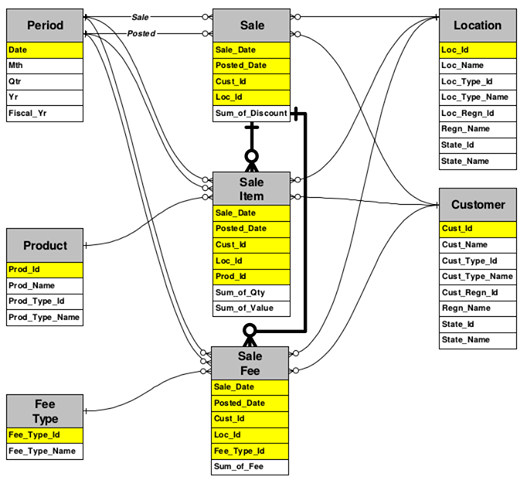 Period
Date
Mth
Qtr
Yr
Fiscal_Yr
Sale
Posted
Sale
Sale_Date
Posted_Date
Cust_Id
Loc_Id
Sum_of_Discount
Location
Loc_Id
Loc_Name
Loc_Type_Id
Loc_Type_Name
Loc_Regn_Id
Regn_Name
State_Id
State_Name
Sale
Item
Sale_Date
Posted_Date
Cust_Id
Loc_Id
Prod_Id
Sum_of_Qty
Sum_of_Value
Customer
Cust_Id
Cust_Name
Cust_Type_Id
Cust_Type_Name
Cust_Regn_Id
Regn_Name
State_Id
State_Name
Product
Prod_Id
Prod_Name
Prod_Type_Id
Prod_Type_Name
Sale
Fee
Sale_Date
Posted_Date
Cust_Id
Loc_Id
Fee_Type_Id
Sum_of_Fee
Fee
Type
Fee_Type_Id
Fee_Type_Name